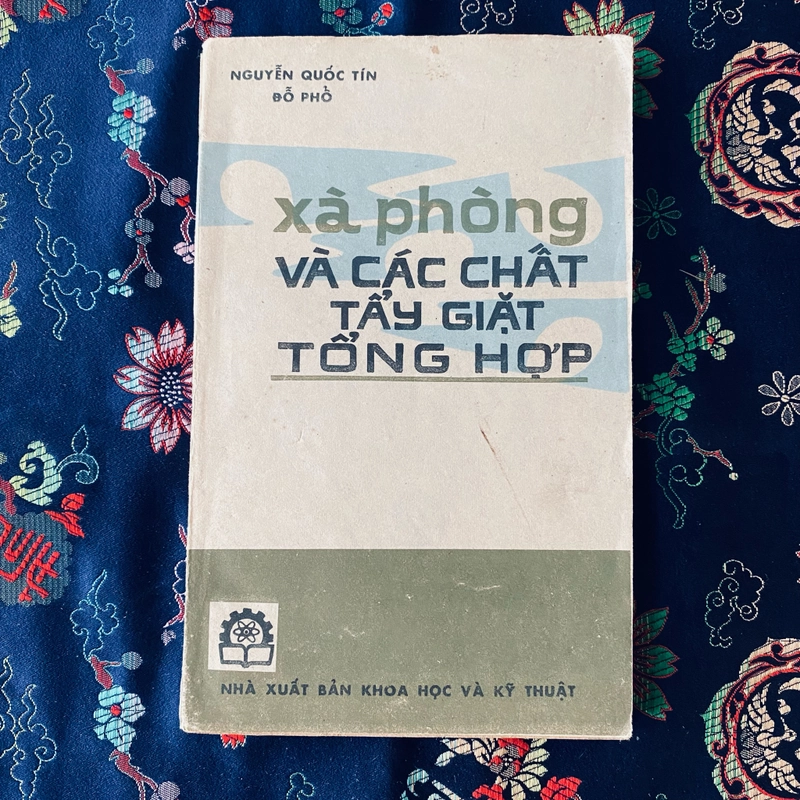 NGUYỄN QUỐC TÍN
ĐỖ PHỔ
xà phòng
VÀ CÁC CHẤT
TẨY GIẶT
TỔNG HỢP
NHÀ XUẤT BẢN KHOA HỌC VÀ KỸ THUẬT